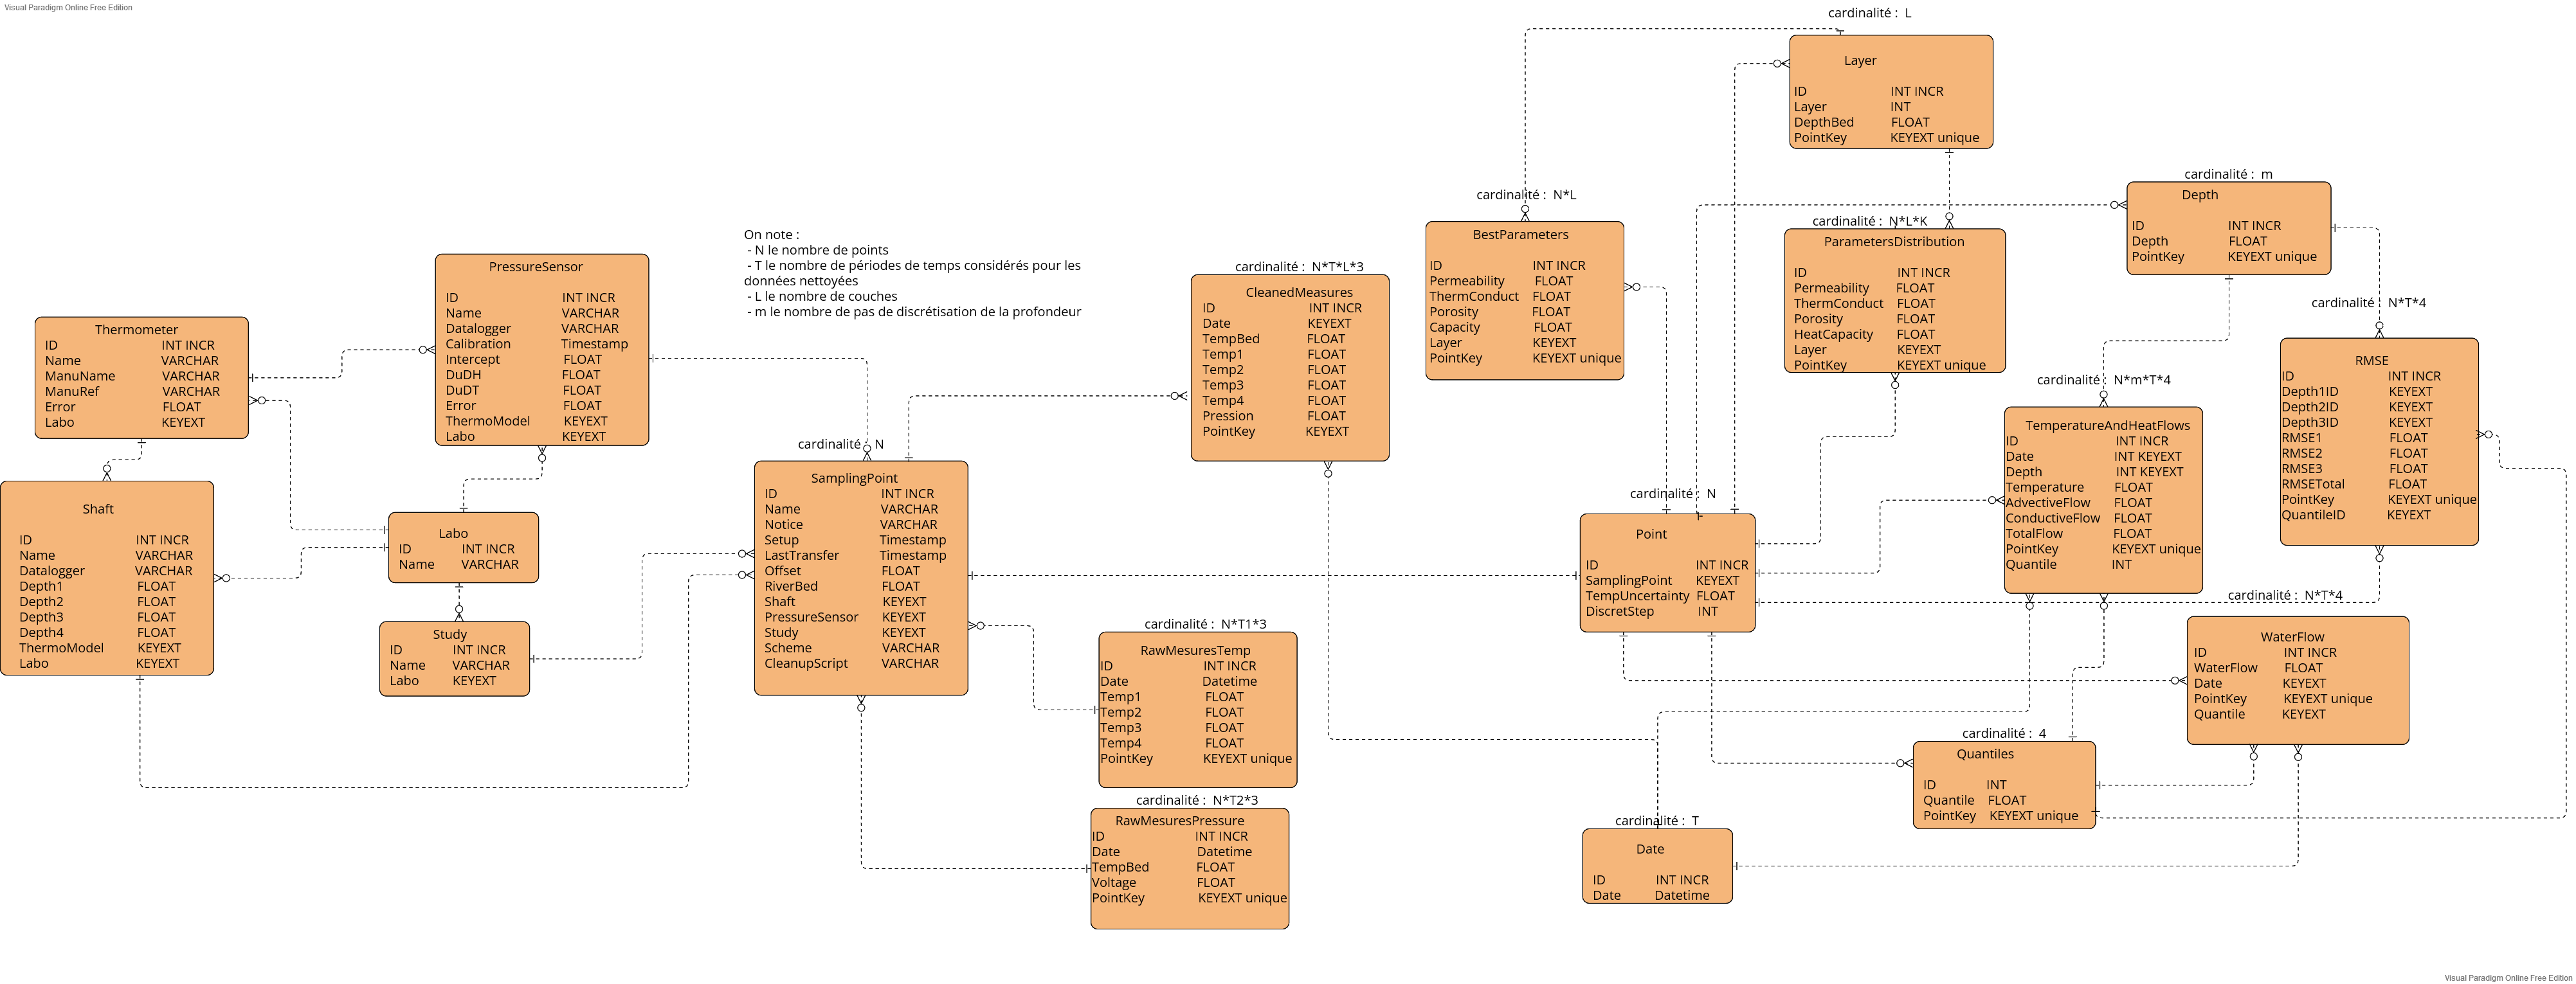 Visual Paradigm Online Free Edition
Thermometer
ID INT INCR
Name VARCHAR
ManuName VARCHAR
ManuRef VARCHAR
Error FLOAT
Labo KEYEXT
Shaft
ID INT INCR
Name VARCHAR
Datalogger VARCHAR
Depth1 FLOAT
Depth2 FLOAT
Depth3 FLOAT
Depth4 FLOAT
ThermoModel KEYEXT
Labo KEYEXT
PressureSensor
ID INT INCR
Name VARCHAR
Datalogger VARCHAR
Calibration Timestamp
Intercept FLOAT
DuDH FLOAT
DuDT FLOAT
Error FLOAT
ThermoModel KEYEXT
Labo KEYEXT
Labo
ID INT INCR
Name VARCHAR
Study
ID INT INCR
Name VARCHAR
Labo KEYEXT
On note :
- N le nombre de points
- T le nombre de périodes de temps considérés pour les
données nettoyées
- L le nombre de couches
- m le nombre de pas de discrétisation de la profondeur
cardinalité : N
SamplingPoint
ID INT INCR
Name VARCHAR
Notice VARCHAR
Setup Timestamp
LastTransfer Timestamp
Offset FLOAT
RiverBed FLOAT
Shaft KEYEXT
PressureSensor KEYEXT
Study KEYEXT
Scheme VARCHAR
CleanupScript VARCHAR
cardinalité : N*T*L*3
CleanedMeasures
ID INT INCR
Date KEYEXT
TempBed FLOAT
Temp1 FLOAT
Temp2 FLOAT
Temp3 FLOAT
Temp4 FLOAT
Pression FLOAT
PointKey KEYEXT
cardinalité : N*T1*3
RawMesuresTemp
ID INT INCR
Date Datetime
Temp1 FLOAT
Temp2 FLOAT
Temp3 FLOAT
Temp4 FLOAT
PointKey KEYEXT unique
cardinalité : N*T2*3
RawMesuresPressure
ID INT INCR
Date Datetime
TempBed FLOAT
Voltage FLOAT
PointKey KEYEXT unique
cardinalité : N*L
BestParameters
ID INT INCR
Permeability FLOAT
ThermConduct FLOAT
Porosity FLOAT
Capacity FLOAT
Layer KEYEXT
PointKey KEYEXT unique
cardinalité : L
Layer
ID INT INCR
Layer INT
DepthBed FLOAT
PointKey KEYEXT unique
cardinalité : N*L*K
ParametersDistribution
ID INT INCR
Permeability FLOAT
ThermConduct FLOAT
Porosity FLOAT
HeatCapacity FLOAT
Layer KEYEXT
PointKey KEYEXT unique
cardinalité : N
Point
ID INT INCR
SamplingPoint KEYEXT
TempUncertainty FLOAT
DiscretStep INT
cardinalité : T
Date
ID INT INCR
Date Datetime
cardinalité : m
Depth
ID INT INCR
Depth FLOAT
PointKey KEYEXT unique
cardinalité : N*m*T*4
TemperatureAndHeatFlows
ID INT INCR
Date INT KEYEXT
Depth INT KEYEXT
Temperature FLOAT
AdvectiveFlow FLOAT
ConductiveFlow FLOAT
TotalFlow FLOAT
PointKey KEYEXT unique
Quantile INT
cardinalité : N*T*4
RMSE
ID INT INCR
Depth1ID KEYEXT
Depth2ID KEYEXT
Depth3ID KEYEXT
RMSE1 FLOAT
RMSE2 FLOAT
RMSE3 FLOAT
RMSETotal FLOAT
PointKey KEYEXT unique
QuantileID KEYEXT
cardinalité : N*T*4
WaterFlow
ID INT INCR
WaterFlow FLOAT
Date KEYEXT
PointKey KEYEXT unique
Quantile KEYEXT
cardinalité : 4
Quantiles
ID INT
Quantile FLOAT
PointKey KEYEXT unique
Visual Paradigm Online Free Edition